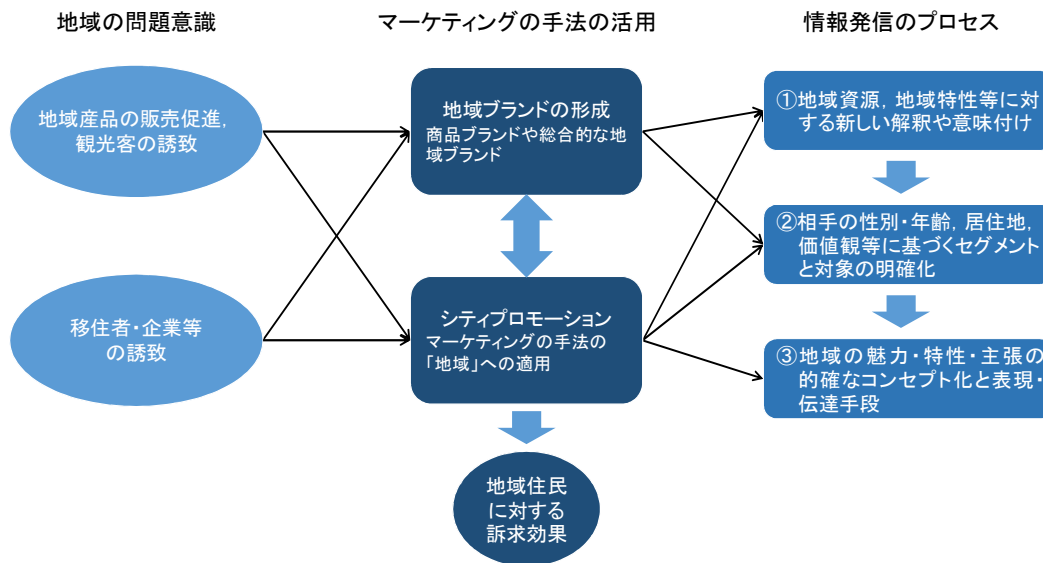 地域の問題意識
マーケティングの手法の活用
情報発信のプロセス
地域産品の販売促進，
観光客の誘致
移住者・企業等
の誘致
地域ブランドの形成
商品ブランドや総合的な地
域ブランド
シティプロモーション
マーケティングの手法の
「地域」への適用
地域住民
に対する
訴求効果
①地域資源，地域特性等に対
する新しい解釈や意味付け
②相手の性別・年齢，居住地，
価値観等に基づくセグメント
と対象の明確化
③地域の魅力・特性・主張の
的確なコンセプト化と表現・
伝達手段